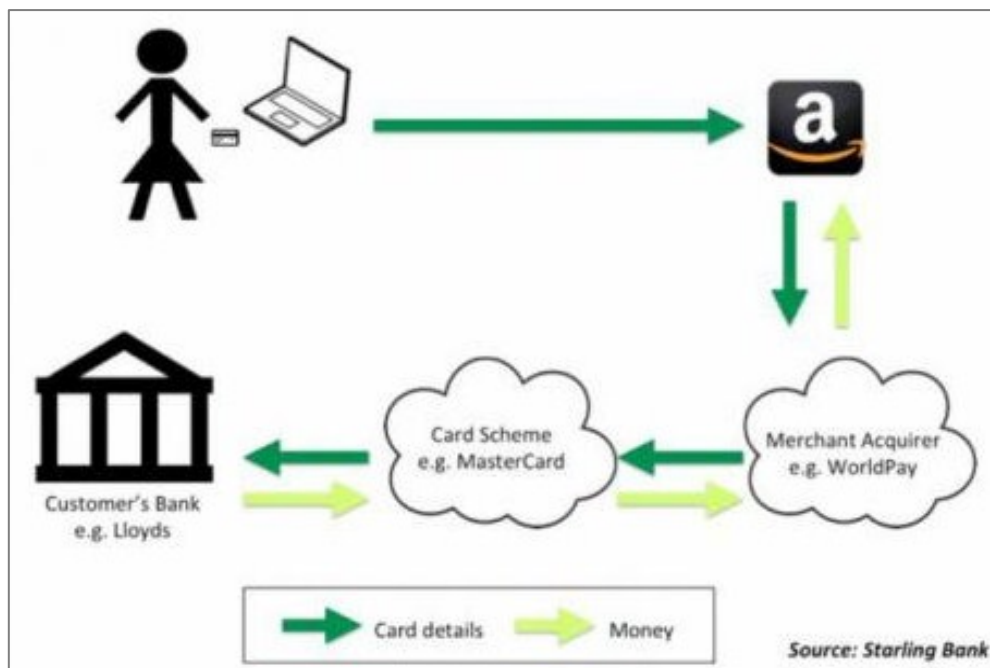 a
Card Scheme
e.g. MasterCard
Merchant Acquirer
e.g. WorldPay
Customer's Bank
e.g. Lloyds
Card details
Money
Source: Starling Bank